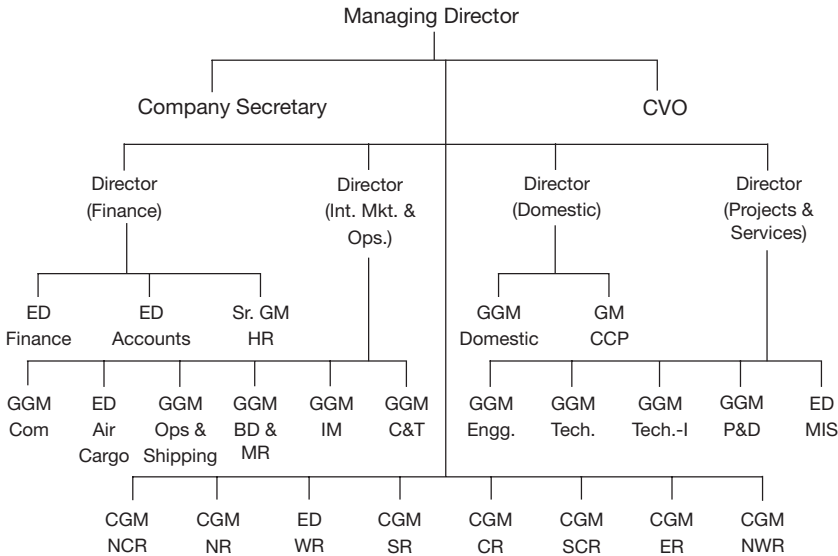 Managing Director
Company Secretary
CVO
Director
(Finance)
Director
(Int. Mkt. &
Ops.)
Director
(Domestic)
Director
(Projects &
Services)
ED
Finance
ED
Accounts
Sr. GM
HR
GGM
Domestic
GM
CCP
GGM
Com
ED
Air
Cargo
GGM
Ops &
Shipping
GGM
BD &
MR
GGM
IM
GGM
C&T
GGM
Engg.
GGM
Tech.
GGM
Tech.-I
GGM
P&D
ED
MIS
CGM
NCR
CGM
NR
ED
WR
CGM
SR
CGM
CR
CGM
SCR
CGM
ER
CGM
NWR